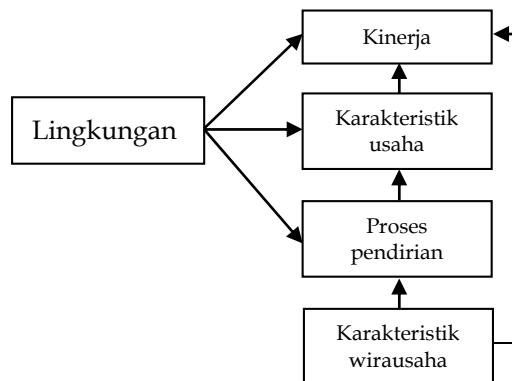 Kinerja
Lingkungan
Karakteristik
usaha
Proses
pendirian
Karakteristik
wirausaha